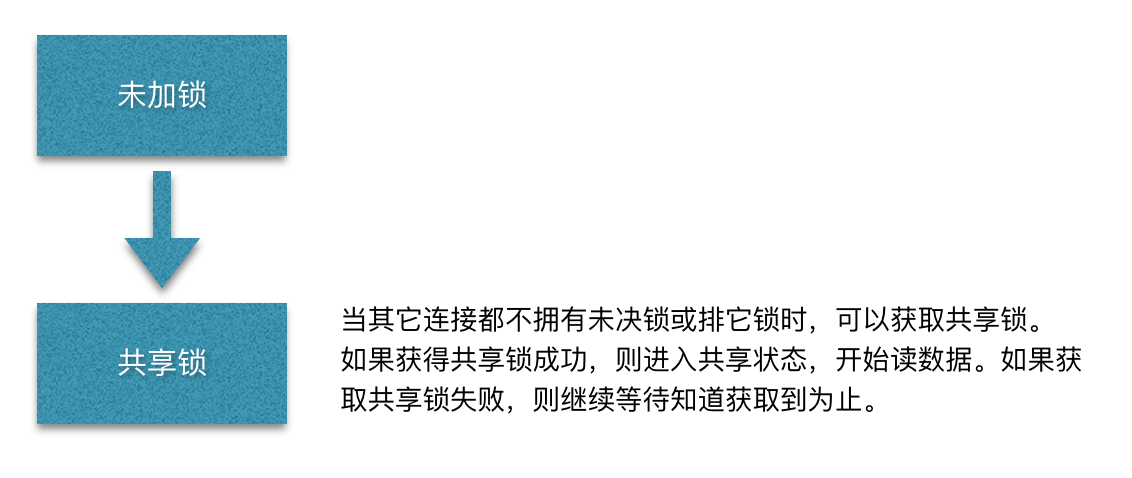 未加锁
共享锁
当其它连接都不拥有未决锁或排它锁时，可以获取共享锁。
如果获得共享锁成功，则进入共享状态，开始读数据。如果获
取共享锁失败，则继续等待知道获取到为止。